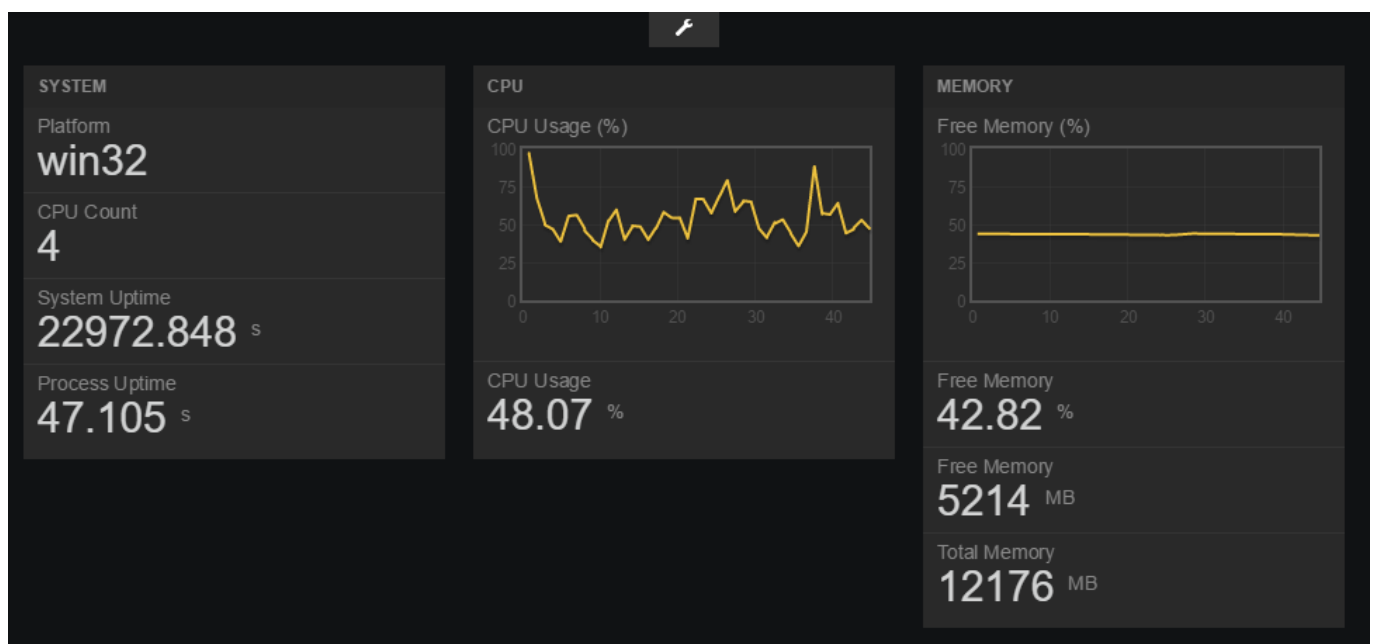 SYSTEM
Platform
win32
CPU Count
4
System Uptime
22972.848 s
Process Uptime
47.105 s
CPU
CPU Usage (%)
100
75
50
25
0
0 10 20 30 40
CPU Usage
48.07 %
MEMORY
Free Memory (%)
100
75
50
25
0
0 10 20 30 40
Free Memory
42.82 %
Free Memory
5214 MB
Total Memory
12176 MB